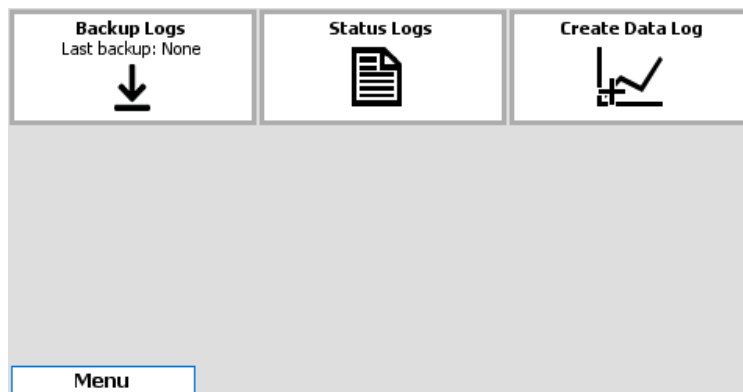 Backup Logs
Last backup: None
Status Logs
Create Data Log
Menu